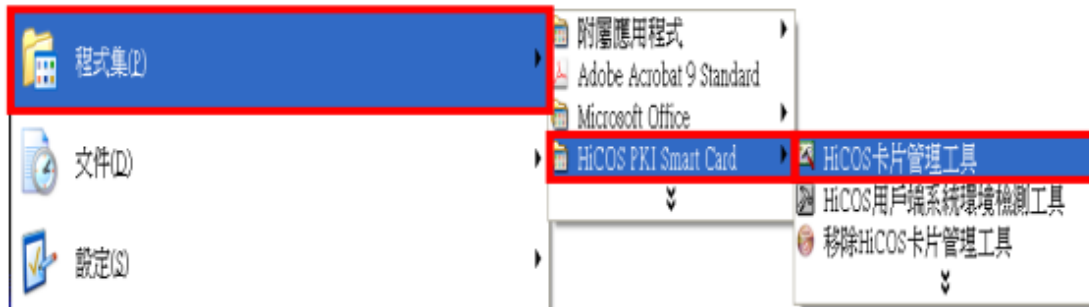 程式集(P)
文件(D)
設定(S)
附屬應用程式
Adobe Acrobat 9 Standard
Microsoft Office
HiCOS PKI Smart Card
HiCOS卡片管理工具
HiCOS用戶端系統環境檢測工具
移除HiCOS卡片管理工具